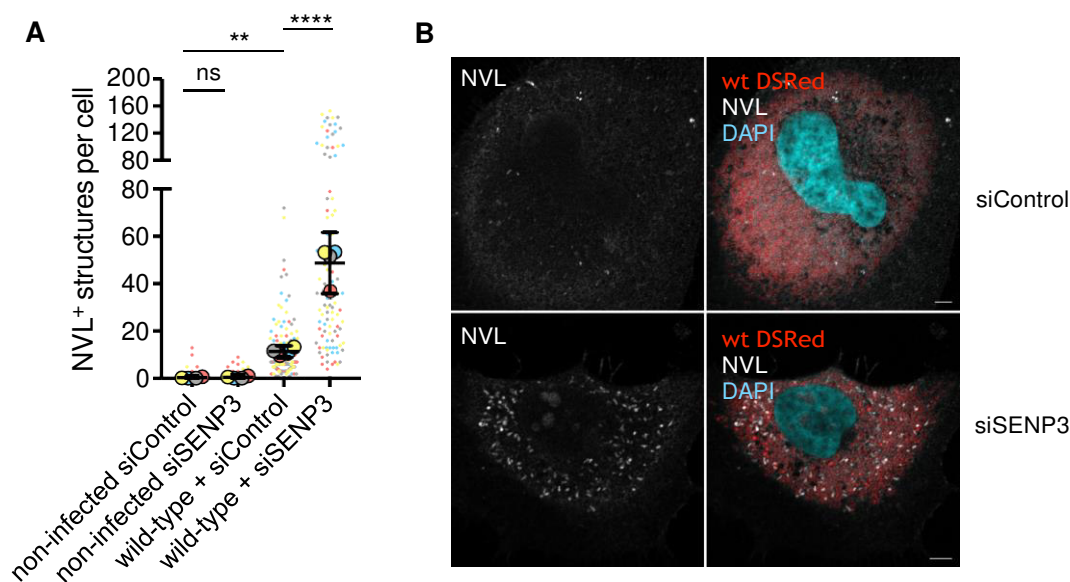 A
****
**
ns
NVL⁺ structures per cell
200
160
120
80
80
60
40
20
0
non-infected siControl
non-infected siSENP3
wild-type + siControl
wild-type + siSENP3
B
NVL
wt DSRed
NVL
DAPI
siControl
NVL
wt DSRed
NVL
DAPI
siSENP3